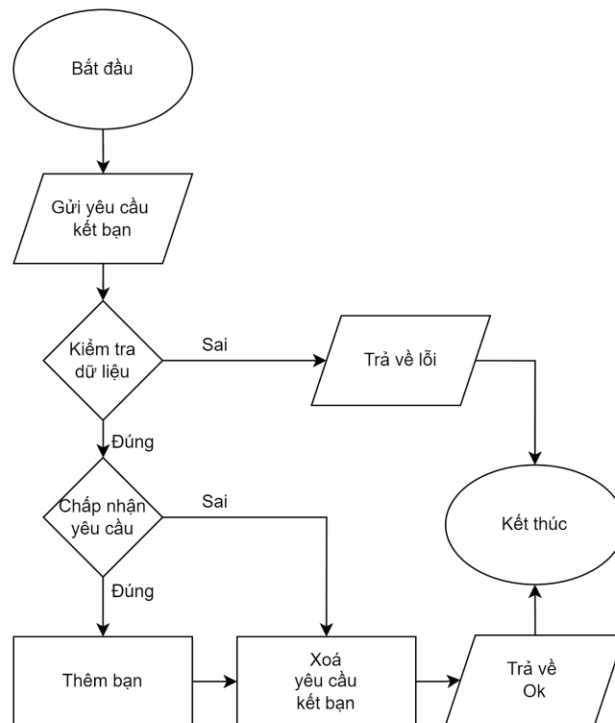 Bắt đầu
Gửi yêu cầu
kết bạn
Kiểm tra
dữ liệu
Sai
Trả về lỗi
Đúng
Chấp nhận
yêu cầu
Sai
Kết thúc
Đúng
Thêm bạn
Xoá
yêu cầu
kết bạn
Trả về
Ok